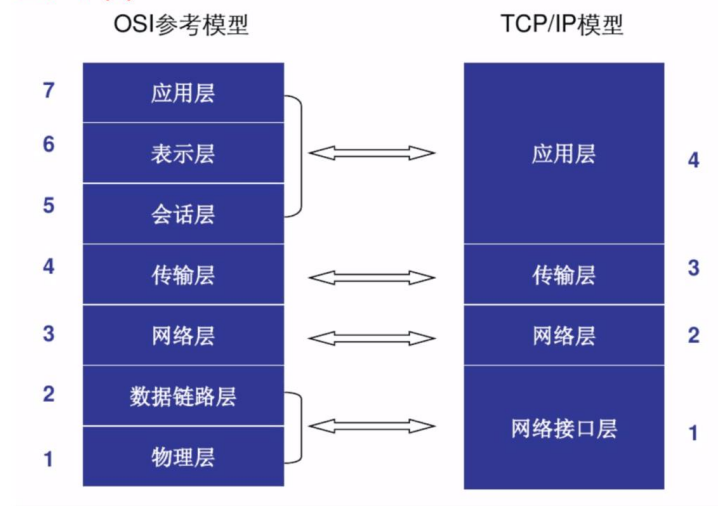 OSI参考模型
TCP/IP模型
7
应用层
6
表示层
5
会话层
4
传输层
3
网络层
2
数据链路层
1
物理层
应用层
4
传输层
3
网络层
2
网络接口层
1